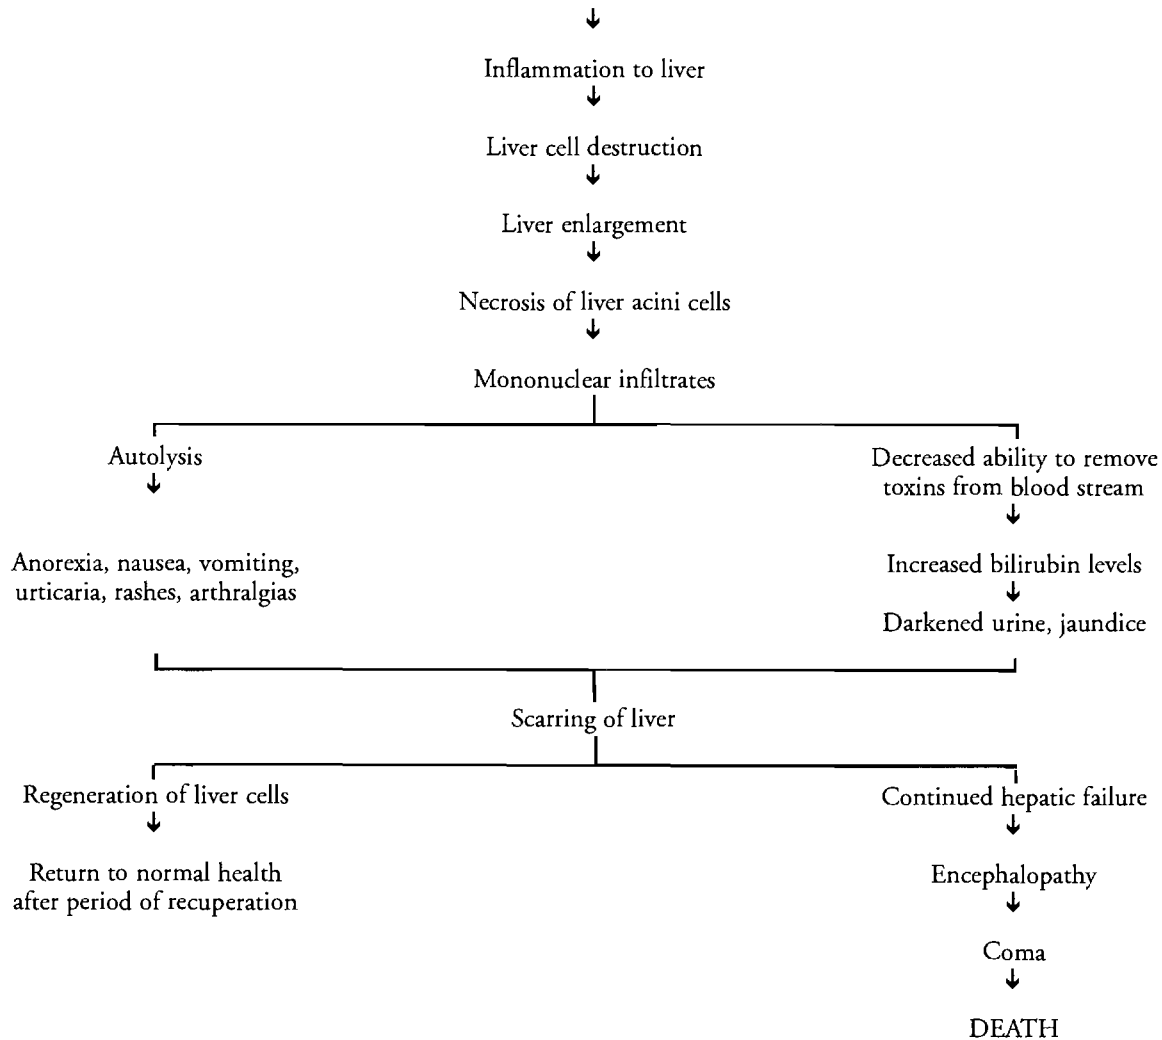 Inflammation to liver
Liver cell destruction
Liver enlargement
Necrosis of liver acini cells
Mononuclear infiltrates
Autolysis
Decreased ability to remove
toxins from blood stream
Anorexia, nausea, vomiting,
urticaria, rashes, arthralgias
Increased bilirubin levels
Darkened urine, jaundice
Scarring of liver
Regeneration of liver cells
Continued hepatic failure
Return to normal health
after period of recuperation
Encephalopathy
Coma
DEATH